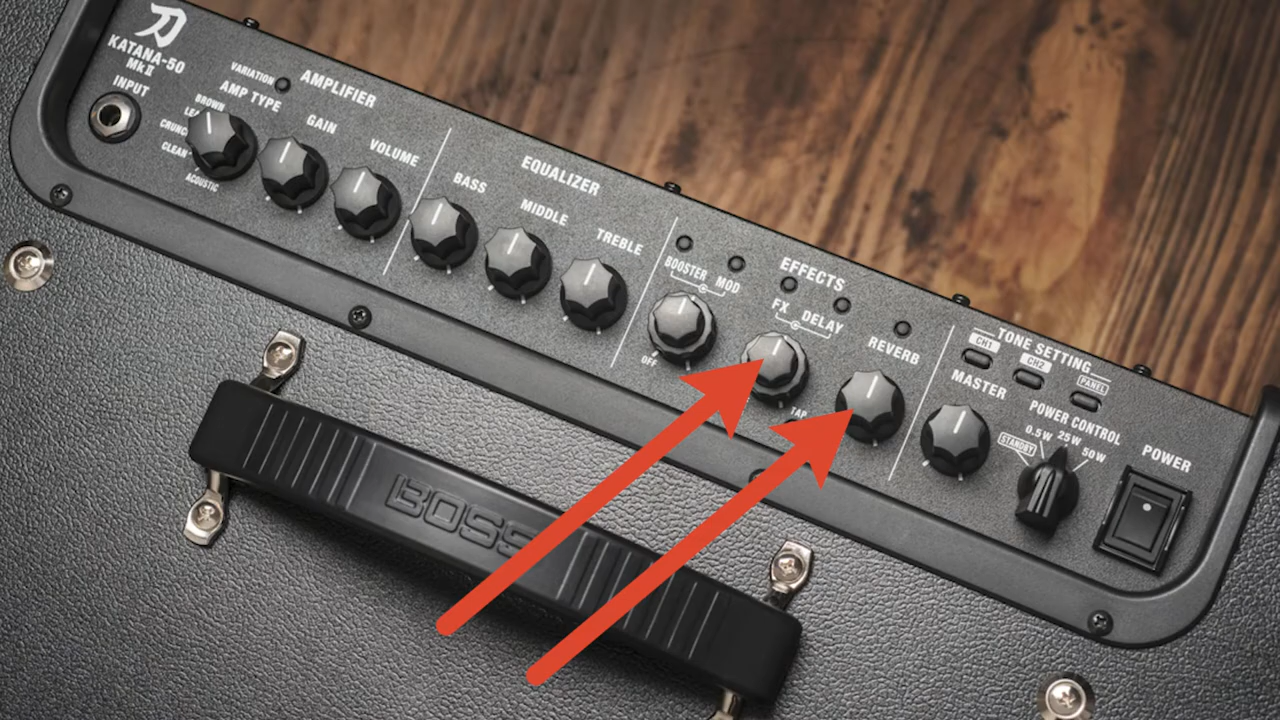 刀
KATANA-50
MkII
INPUT
VARIATION
AMPLIFIER
AMP TYPE
BROWN
CLEAN
ACOUSTIC
GAIN
VOLUME
EQUALIZER
BASS
MIDDLE
TREBLE
EFFECTS
BOOSTER MOD
OFF
FX DELAY
TAP
REVERB
TONE SETTING
CH1
CH2
PANEL
MASTER
POWER CONTROL
STANDBY
0.5W
25W
50W
POWER
BOSS